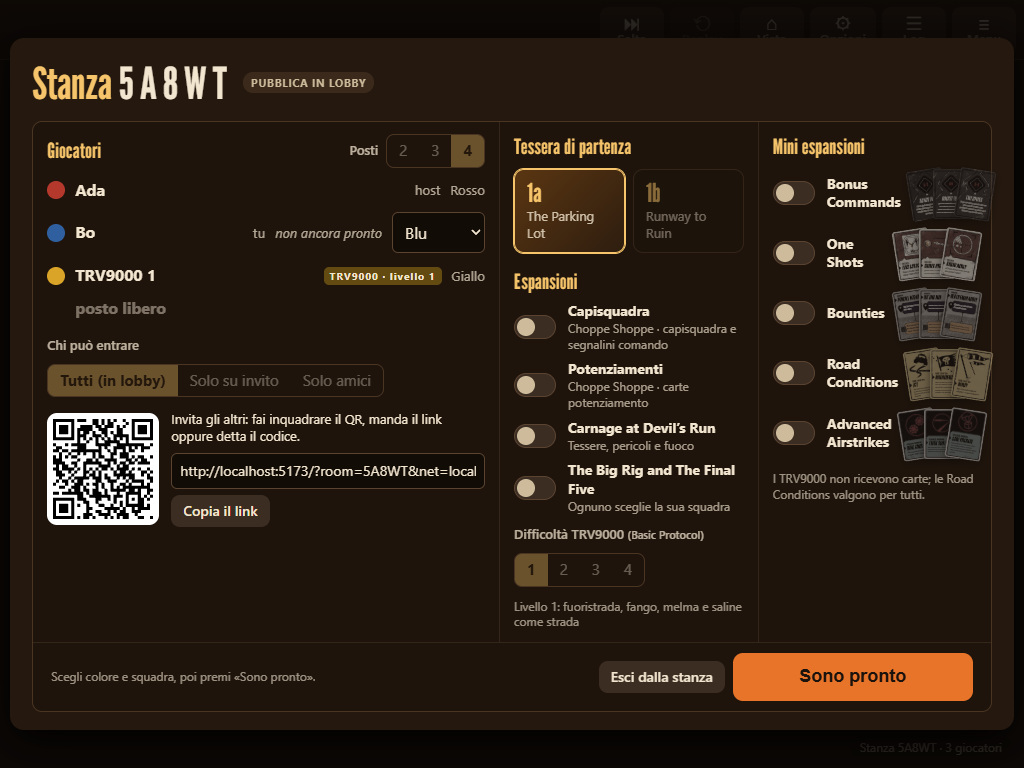 Stanza 5A8WT
PUBBLICA IN LOBBY
Giocatori
Posti
2 3 4
Ada
host Rosso
Bo
tu non ancora pronto
Blu
TRV9000 1
TRV9000 · livello 1
Giallo
posto libero
Chi può entrare
Tutti (in lobby) Solo su invito Solo amici
Invita gli altri: fai inquadrare il QR, manda il link
oppure detta il codice.
http://localhost:5173/?room=5A8WT&net=local
Copia il link
Tessera di partenza
1a
The Parking
Lot
1b
Runway to
Ruin
Espansioni
Capisquadra
Choppe Shoppe · capisquadra e
segnalini comando
Potenziamenti
Choppe Shoppe · carte
potenziamento
Carnage at Devil's Run
Tessere, pericoli e fuoco
The Big Rig and The Final
Five
Ognuno sceglie la sua squadra
Difficoltà TRV9000 (Basic Protocol)
1 2 3 4
Livello 1: fuoristrada, fango, melma e saline
come strada
Mini espansioni
Bonus
Commands
One
Shots
Bounties
Road
Conditions
Advanced
Airstrikes
I TRV9000 non ricevono carte; le Road
Conditions valgono per tutti.
Scegli colore e squadra, poi premi «Sono pronto».
Esci dalla stanza
Sono pronto
Stanza 5A8WT · 3 giocatori